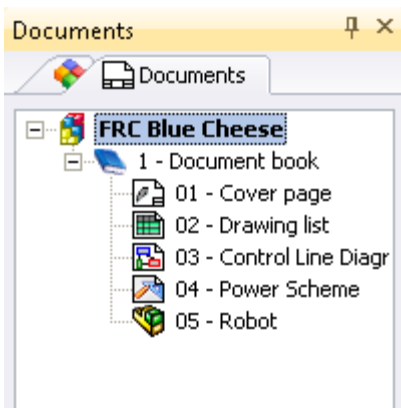 Documents
Documents
FRC Blue Cheese
1 - Document book
01 - Cover page
02 - Drawing list
03 - Control Line Diagr
04 - Power Scheme
05 - Robot